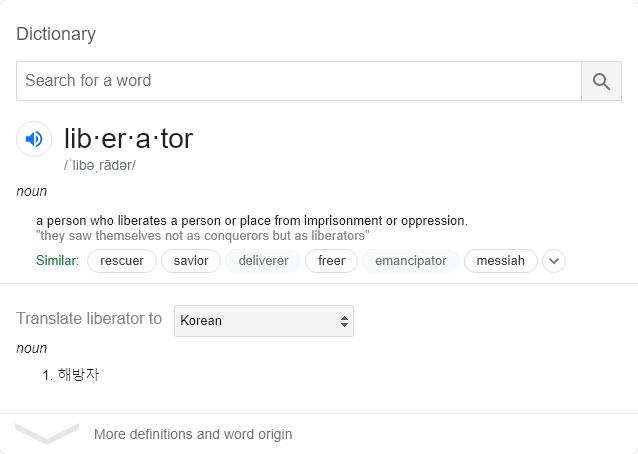 Dictionary
Search for a word
lib·er·a·tor
/ˈlibəˌrādər/
noun
a person who liberates a person or place from imprisonment or oppression.
"they saw themselves not as conquerors but as liberators"
Similar: rescuer savior deliverer freer emancipator messiah
Translate liberator to Korean
noun
1. 해방자
More definitions and word origin